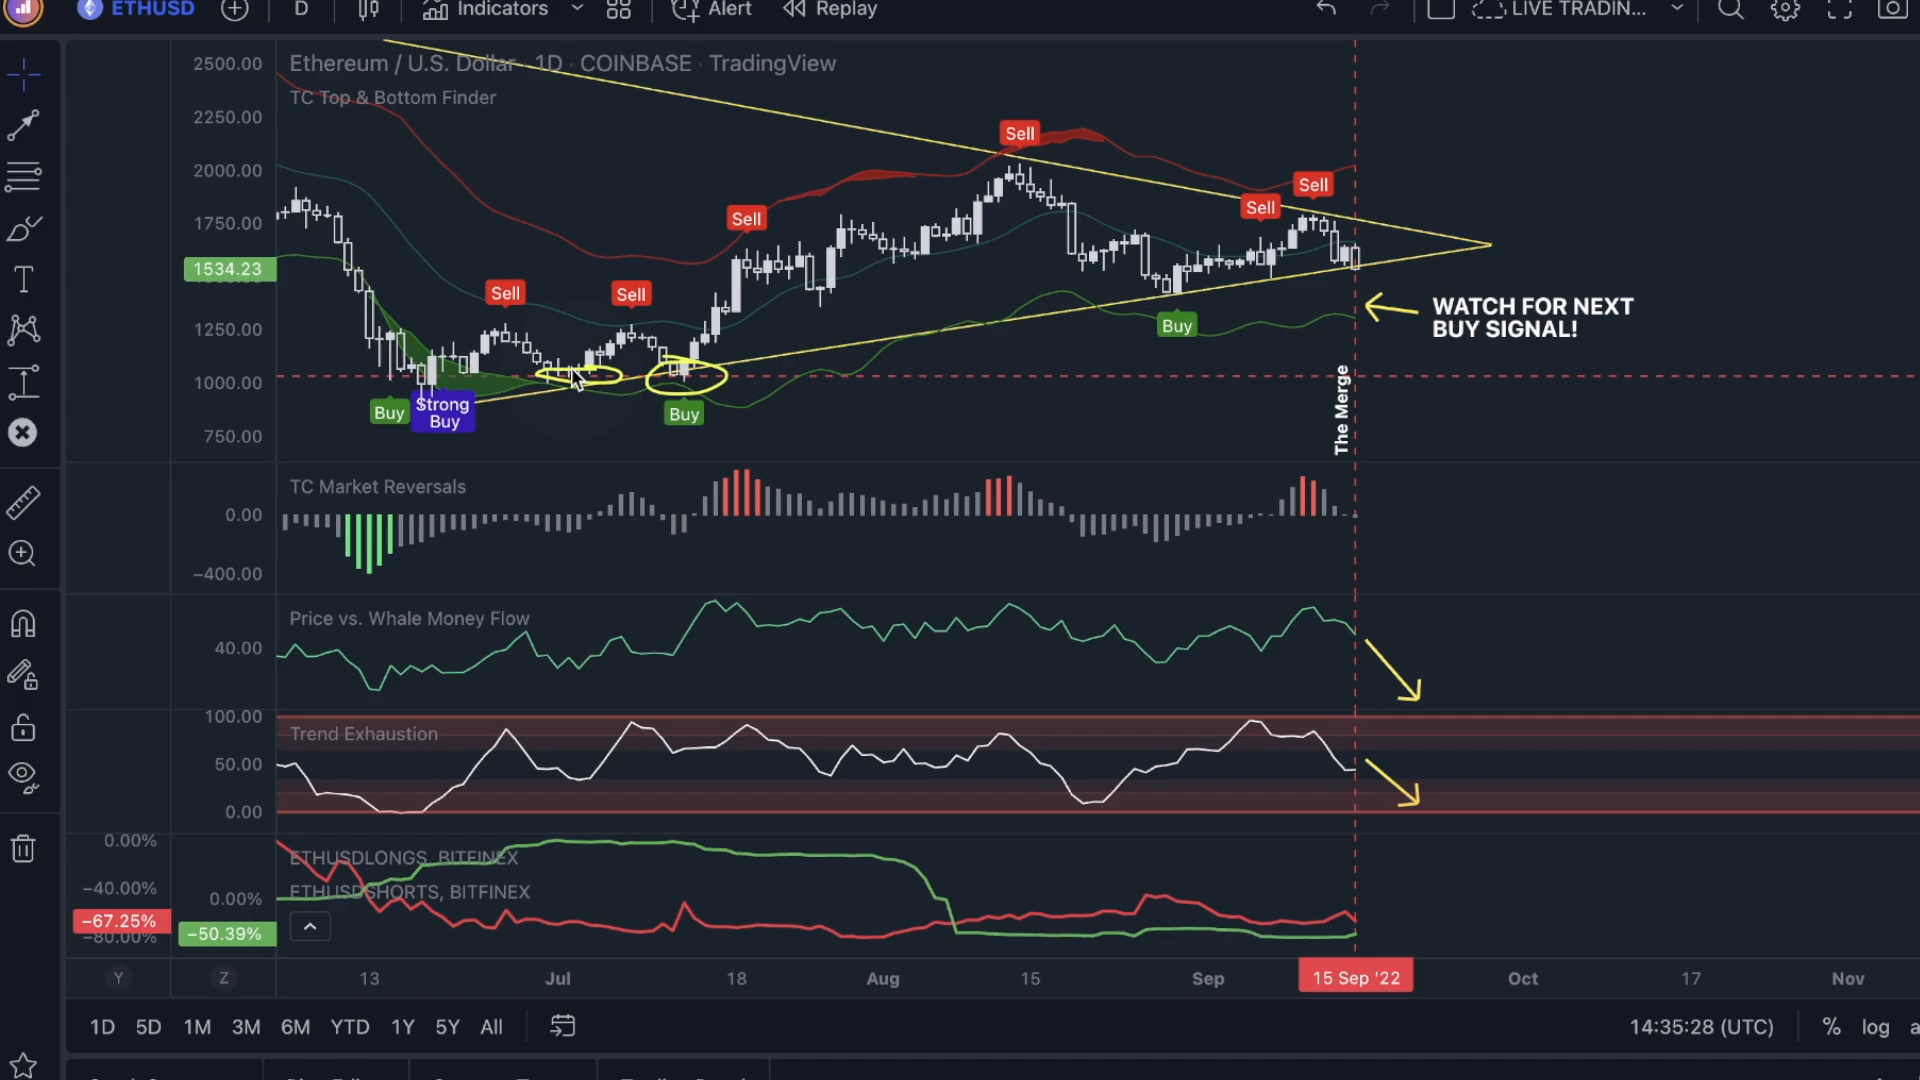 ETHUSD
D
Indicators
Alert
Replay
LIVE TRADIN...
Ethereum / U.S. Dollar · 1D · COINBASE · TradingView
TC Top & Bottom Finder
2500.00
2250.00
2000.00
1750.00
1534.23
1250.00
1000.00
750.00
Sell
Sell
Sell
Sell
Sell
Sell
Buy
Strong
Buy
Buy
Buy
WATCH FOR NEXT
BUY SIGNAL!
The Merge
TC Market Reversals
0.00
−400.00
Price vs. Whale Money Flow
40.00
Trend Exhaustion
100.00
50.00
0.00
ETHUSDLONGS, BITFINEX
ETHUSDSHORTS, BITFINEX
0.00%
−40.00%
−67.25%
−80.00%
0.00%
−50.39%
Y
Z
13
Jul
18
Aug
15
Sep
15 Sep '22
Oct
17
Nov
1D 5D 1M 3M 6M YTD 1Y 5Y All
14:35:28 (UTC)
%
log